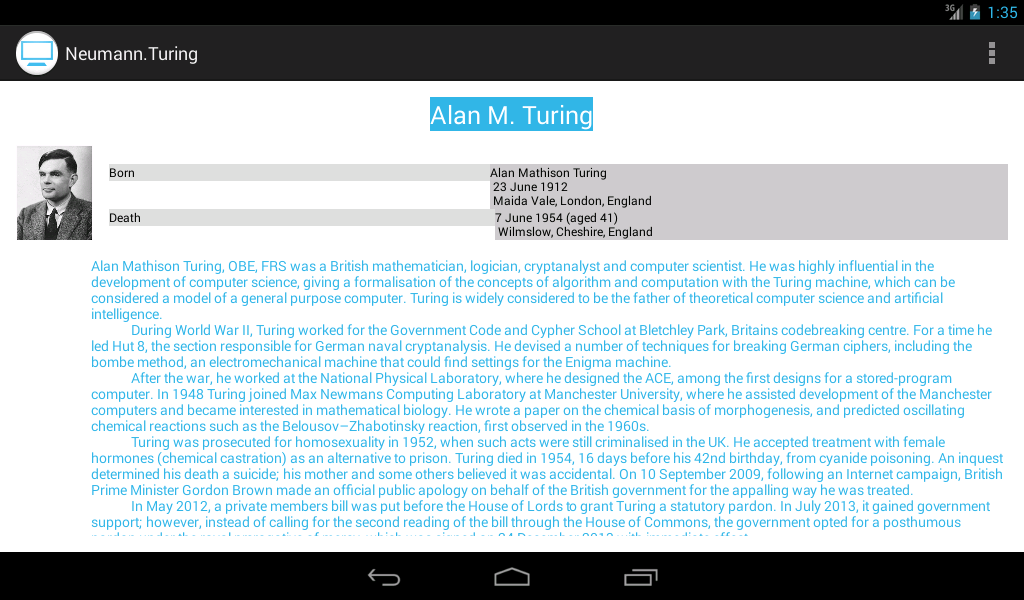 3G
1:35
Neumann.Turing
Alan M. Turing
Born
Alan Mathison Turing
23 June 1912
Maida Vale, London, England
Death
7 June 1954 (aged 41)
Wilmslow, Cheshire, England
Alan Mathison Turing, OBE, FRS was a British mathematician, logician, cryptanalyst and computer scientist. He was highly influential in the
development of computer science, giving a formalisation of the concepts of algorithm and computation with the Turing machine, which can be
considered a model of a general purpose computer. Turing is widely considered to be the father of theoretical computer science and artificial
intelligence.
During World War II, Turing worked for the Government Code and Cypher School at Bletchley Park, Britains codebreaking centre. For a time he
led Hut 8, the section responsible for German naval cryptanalysis. He devised a number of techniques for breaking German ciphers, including the
bombe method, an electromechanical machine that could find settings for the Enigma machine.
After the war, he worked at the National Physical Laboratory, where he designed the ACE, among the first designs for a stored-program
computer. In 1948 Turing joined Max Newmans Computing Laboratory at Manchester University, where he assisted development of the Manchester
computers and became interested in mathematical biology. He wrote a paper on the chemical basis of morphogenesis, and predicted oscillating
chemical reactions such as the Belousov–Zhabotinsky reaction, first observed in the 1960s.
Turing was prosecuted for homosexuality in 1952, when such acts were still criminalised in the UK. He accepted treatment with female
hormones (chemical castration) as an alternative to prison. Turing died in 1954, 16 days before his 42nd birthday, from cyanide poisoning. An inquest
determined his death a suicide; his mother and some others believed it was accidental. On 10 September 2009, following an Internet campaign, British
Prime Minister Gordon Brown made an official public apology on behalf of the British government for the appalling way he was treated.
In May 2012, a private members bill was put before the House of Lords to grant Turing a statutory pardon. In July 2013, it gained government
support; however, instead of calling for the second reading of the bill through the House of Commons, the government opted for a posthumous
pardon under the royal prerogative of mercy, which was signed on 24 December 2013 with immediate effect.